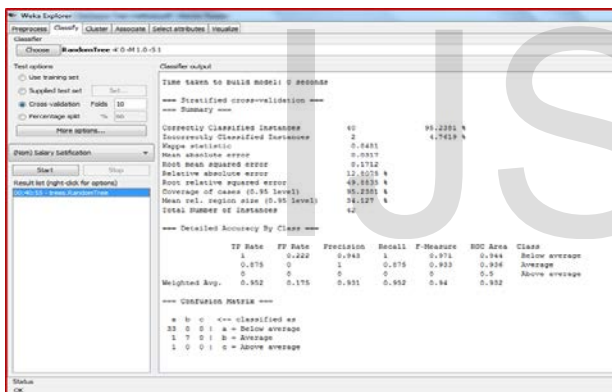 Weka Explorer
Preprocess Classify Cluster Associate Select attributes Visualize
Classifier
Choose RandomTree -K 0 -M 1.0 -S 1
Test options
Use training set
Supplied test set Set...
Cross-validation Folds 10
Percentage split % 66
More options...
(Nom) Salary Satification
Start Stop
Result list (right-click for options)
00:40:55 - trees.RandomTree
Classifier output
Time taken to build model: 0 seconds
=== Stratified cross-validation ===
=== Summary ===
Correctly Classified Instances 40 95.2381 %
Incorrectly Classified Instances 2 4.7619 %
Kappa statistic 0.8481
Mean absolute error 0.0317
Root mean squared error 0.1712
Relative absolute error 12.8075 %
Root relative squared error 49.8835 %
Coverage of cases (0.95 level) 95.2381 %
Mean rel. region size (0.95 level) 34.127 %
Total Number of Instances 42
=== Detailed Accuracy By Class ===
TP Rate FP Rate Precision Recall F-Measure ROC Area Class
1 0.222 0.943 1 0.971 0.944 Below average
0.875 0 1 0.875 0.933 0.936 Average
0 0 0 0 0 0.5 Above average
Weighted Avg. 0.952 0.175 0.931 0.952 0.94 0.932
=== Confusion Matrix ===
a b c <-- classified as
33 0 0 | a = Below average
1 7 0 | b = Average
1 0 0 | c = Above average
Status
OK
IJS